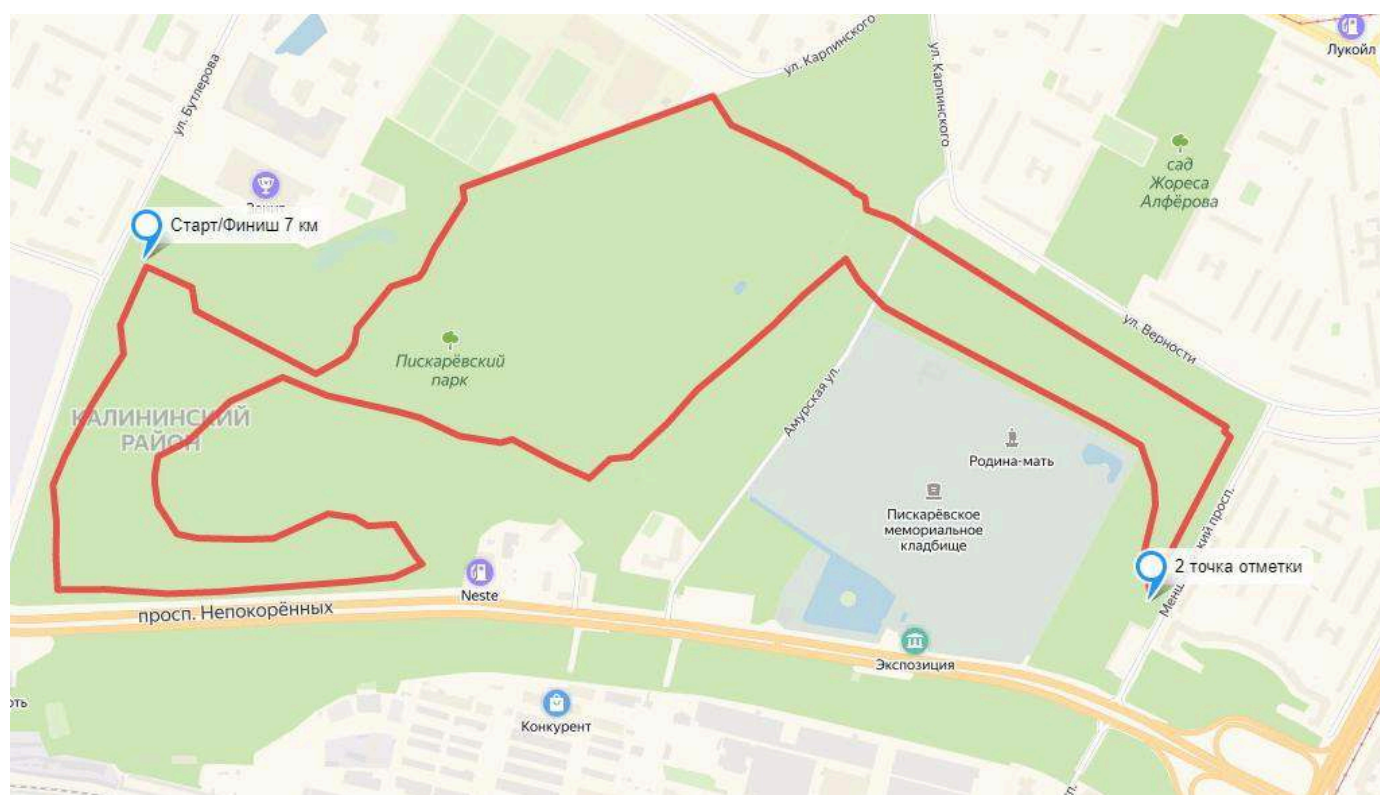 Лукойл
ул. Карпинского
ул. Карпинского
ул. Бутлерова
сад
Жореса
Алфёрова
Старт/Финиш 7 км
ул. Верности
Пискарёвский
парк
КАЛИНИНСКИЙ
РАЙОН
Амурская ул.
Родина-мать
Пискарёвское
мемориальное
кладбище
2 точка отметки
Neste
просп. Непокорённых
Экспозиция
Конкурент